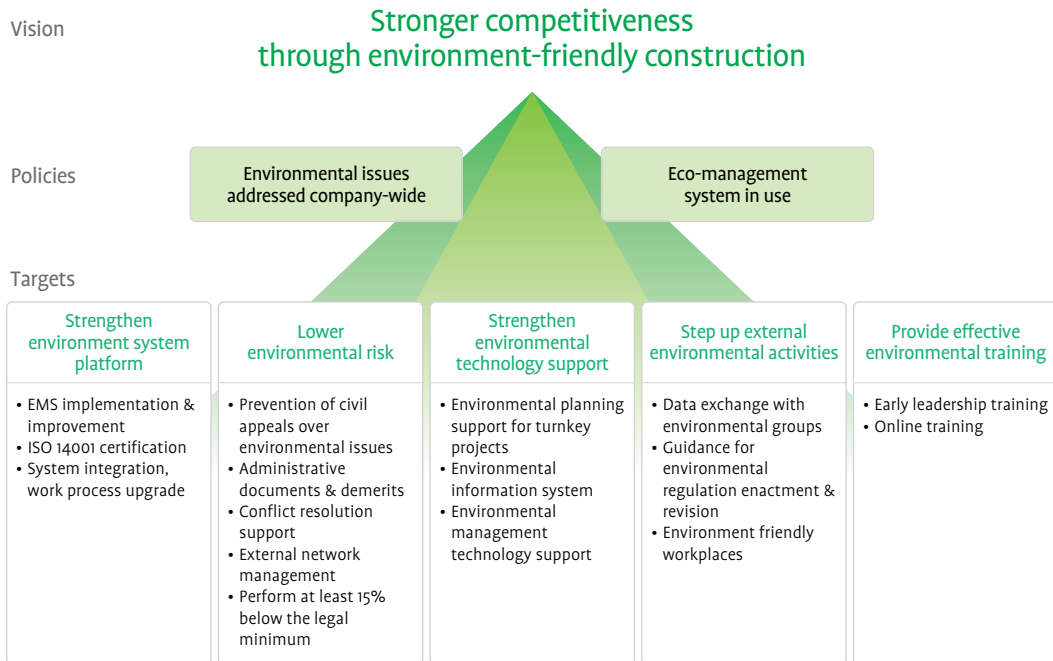 Vision
Stronger competitiveness
through environment-friendly construction
Policies
Environmental issues
addressed company-wide
Eco-management
system in use
Targets
Strengthen
environment system
platform
• EMS implementation &
improvement
• ISO 14001 certification
• System integration,
work process upgrade
Lower
environmental risk
• Prevention of civil
appeals over
environmental issues
• Administrative
documents & demerits
• Conflict resolution
support
• External network
management
• Perform at least 15%
below the legal
minimum
Strengthen
environmental
technology support
• Environmental planning
support for turnkey
projects
• Environmental
information system
• Environmental
management
technology support
Step up external
environmental activities
• Data exchange with
environmental groups
• Guidance for
environmental
regulation enactment &
revision
• Environment friendly
workplaces
Provide effective
environmental training
• Early leadership training
• Online training